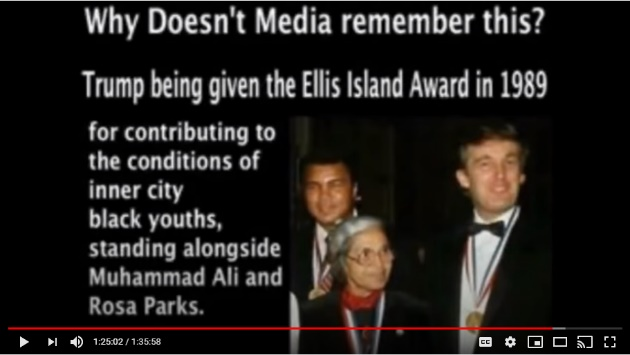 Why Doesn't Media remember this?
Trump being given the Ellis Island Award in 1989
for contributing to
the conditions of
inner city
black youths,
standing alongside
Muhammad Ali and
Rosa Parks.
1:25:02 / 1:35:58
CC